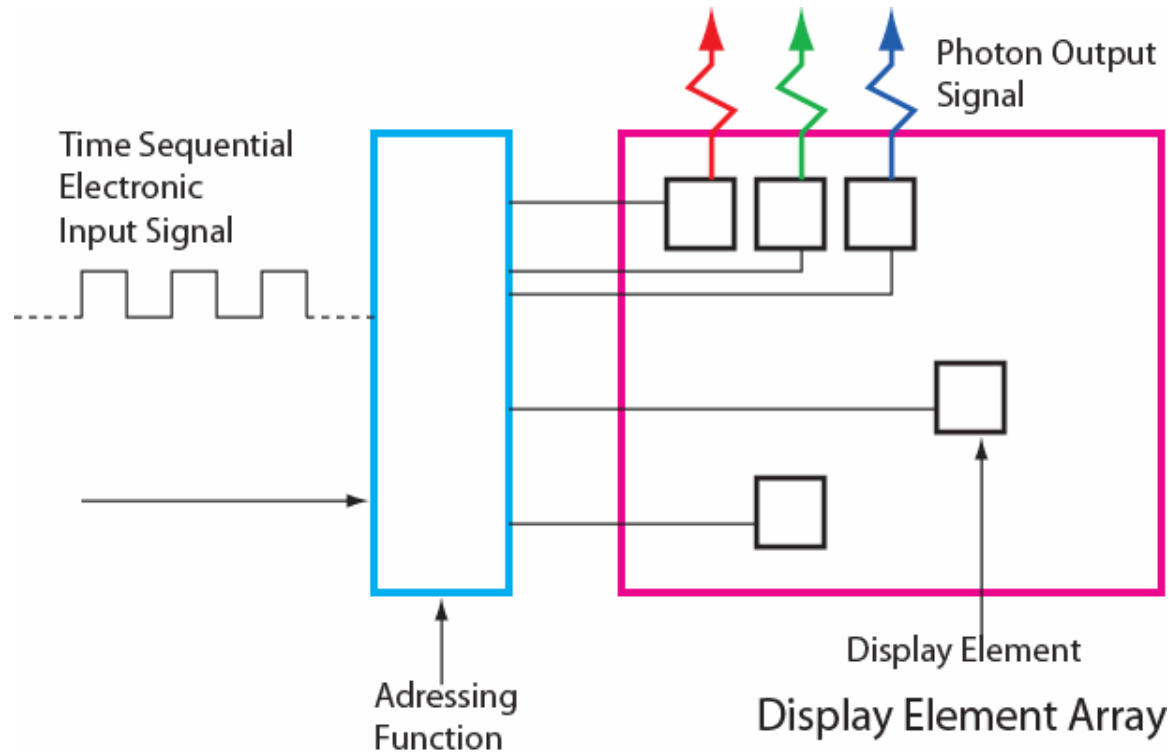 Photon Output
Signal
Time Sequential
Electronic
Input Signal
Display Element
Adressing
Function
Display Element Array